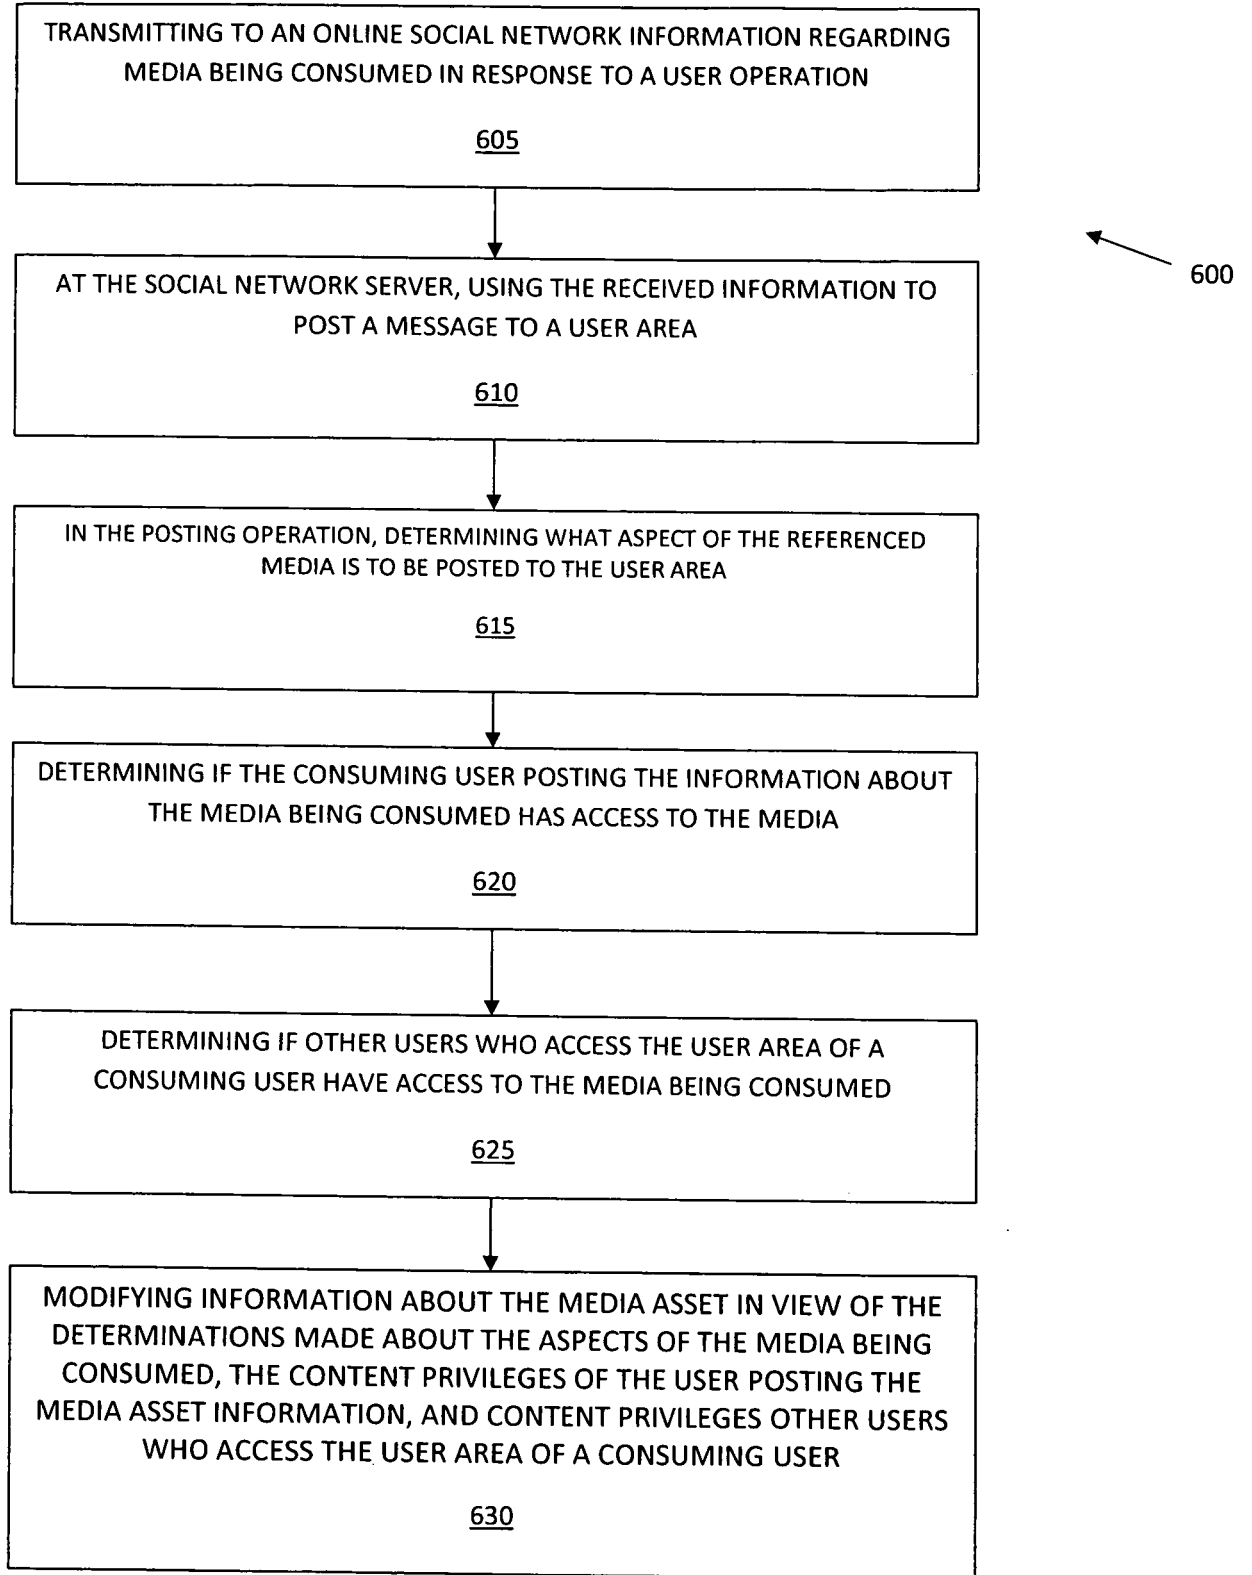 TRANSMITTING TO AN ONLINE SOCIAL NETWORK INFORMATION REGARDING
MEDIA BEING CONSUMED IN RESPONSE TO A USER OPERATION
605
600
AT THE SOCIAL NETWORK SERVER, USING THE RECEIVED INFORMATION TO
POST A MESSAGE TO A USER AREA
610
IN THE POSTING OPERATION, DETERMINING WHAT ASPECT OF THE REFERENCED
MEDIA IS TO BE POSTED TO THE USER AREA
615
DETERMINING IF THE CONSUMING USER POSTING THE INFORMATION ABOUT
THE MEDIA BEING CONSUMED HAS ACCESS TO THE MEDIA
620
DETERMINING IF OTHER USERS WHO ACCESS THE USER AREA OF A
CONSUMING USER HAVE ACCESS TO THE MEDIA BEING CONSUMED
625
MODIFYING INFORMATION ABOUT THE MEDIA ASSET IN VIEW OF THE
DETERMINATIONS MADE ABOUT THE ASPECTS OF THE MEDIA BEING
CONSUMED, THE CONTENT PRIVILEGES OF THE USER POSTING THE
MEDIA ASSET INFORMATION, AND CONTENT PRIVILEGES OTHER USERS
WHO ACCESS THE USER AREA OF A CONSUMING USER
630